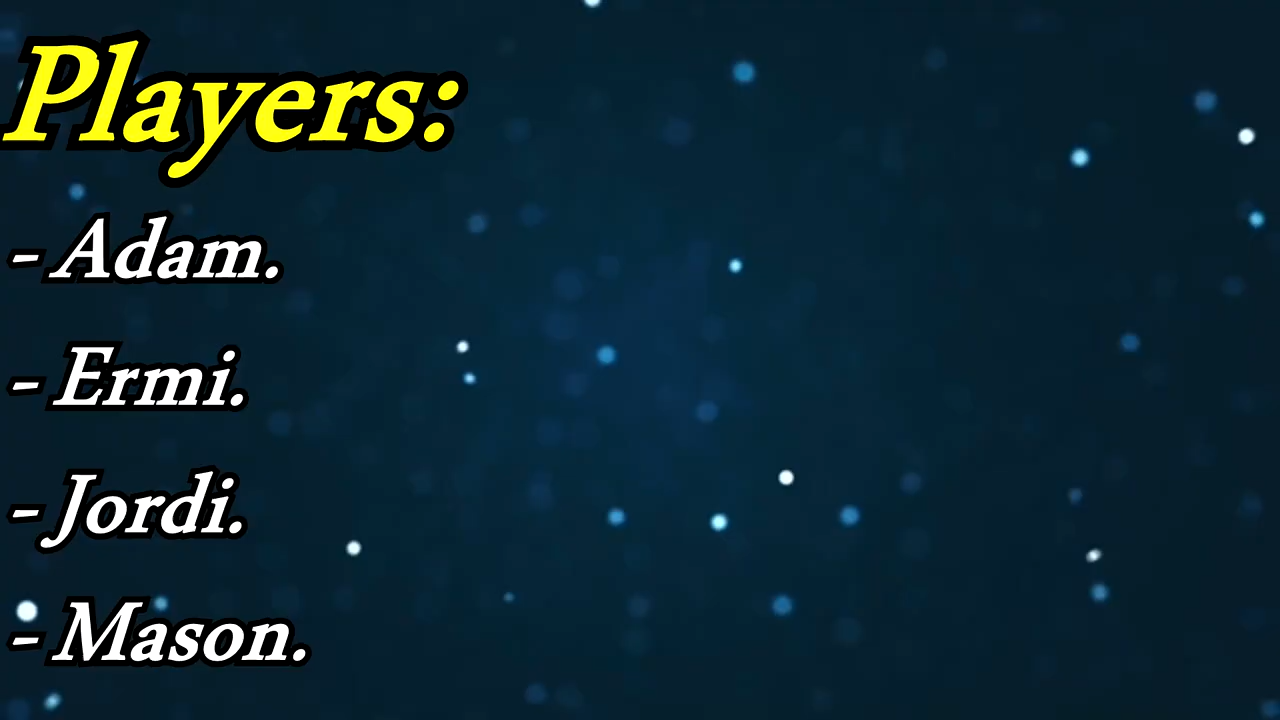 Players:
- Adam.
- Ermi.
- Jordi.
- Mason.